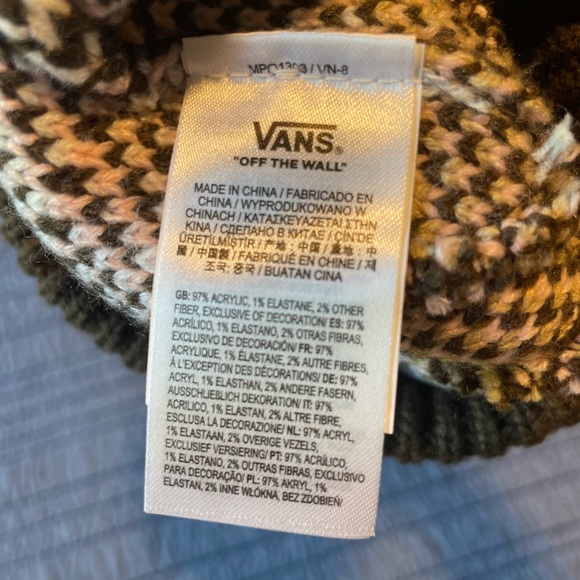 MPO1393 / VN-8
VANS®
"OFF THE WALL"
MADE IN CHINA / FABRICADO EN
CHINA / WYPRODUKOWANO W
CHINACH / ΚΑΤΑΣΚΕΥΑΖΕΤΑΙ ΣΤΗΝ
ΚΙΝΑ / СДЕЛАНО В КИТАЕ / ÇIN'DE
ÜRETILMIŞTIR / 产地 : 中国 / 產地 : 中
國 / 中国製 / FABRIQUÉ EN CHINE / 제
조국: 중국 / BUATAN CINA
GB: 97% ACRYLIC, 1% ELASTANE, 2% OTHER
FIBER, EXCLUSIVE OF DECORATION/ ES: 97%
ACRÍLICO, 1% ELASTANO, 2% OTRAS FIBRAS,
EXCLUSIVO DE DECORACIÓN/ FR: 97%
ACRYLIQUE, 1% ÉLASTANE, 2% AUTRE FIBRES,
À L'EXCEPTION DES DÉCORATIONS/ DE: 97%
ACRYL, 1% ELASTHAN, 2% ANDERE FASERN,
AUSSCHLIEßLICH DEKORATION/ IT: 97%
ACRILICO, 1% ELASTAN, 2% ALTRE FIBRE,
ESCLUSA LA DECORAZIONE/ NL: 97% ACRYL,
1% ELASTAAN, 2% OVERIGE VEZELS,
EXCLUSIEF VERSIERING/ PT: 97% ACRÍLICO,
1% ELASTANO, 2% OUTRAS FIBRAS, EXCLUSIVO
PARA DECORAÇÃO/ PL: 97% AKRYL, 1%
ELASTAN, 2% INNE WŁÓKNA, BEZ ZDOBIEŃ/